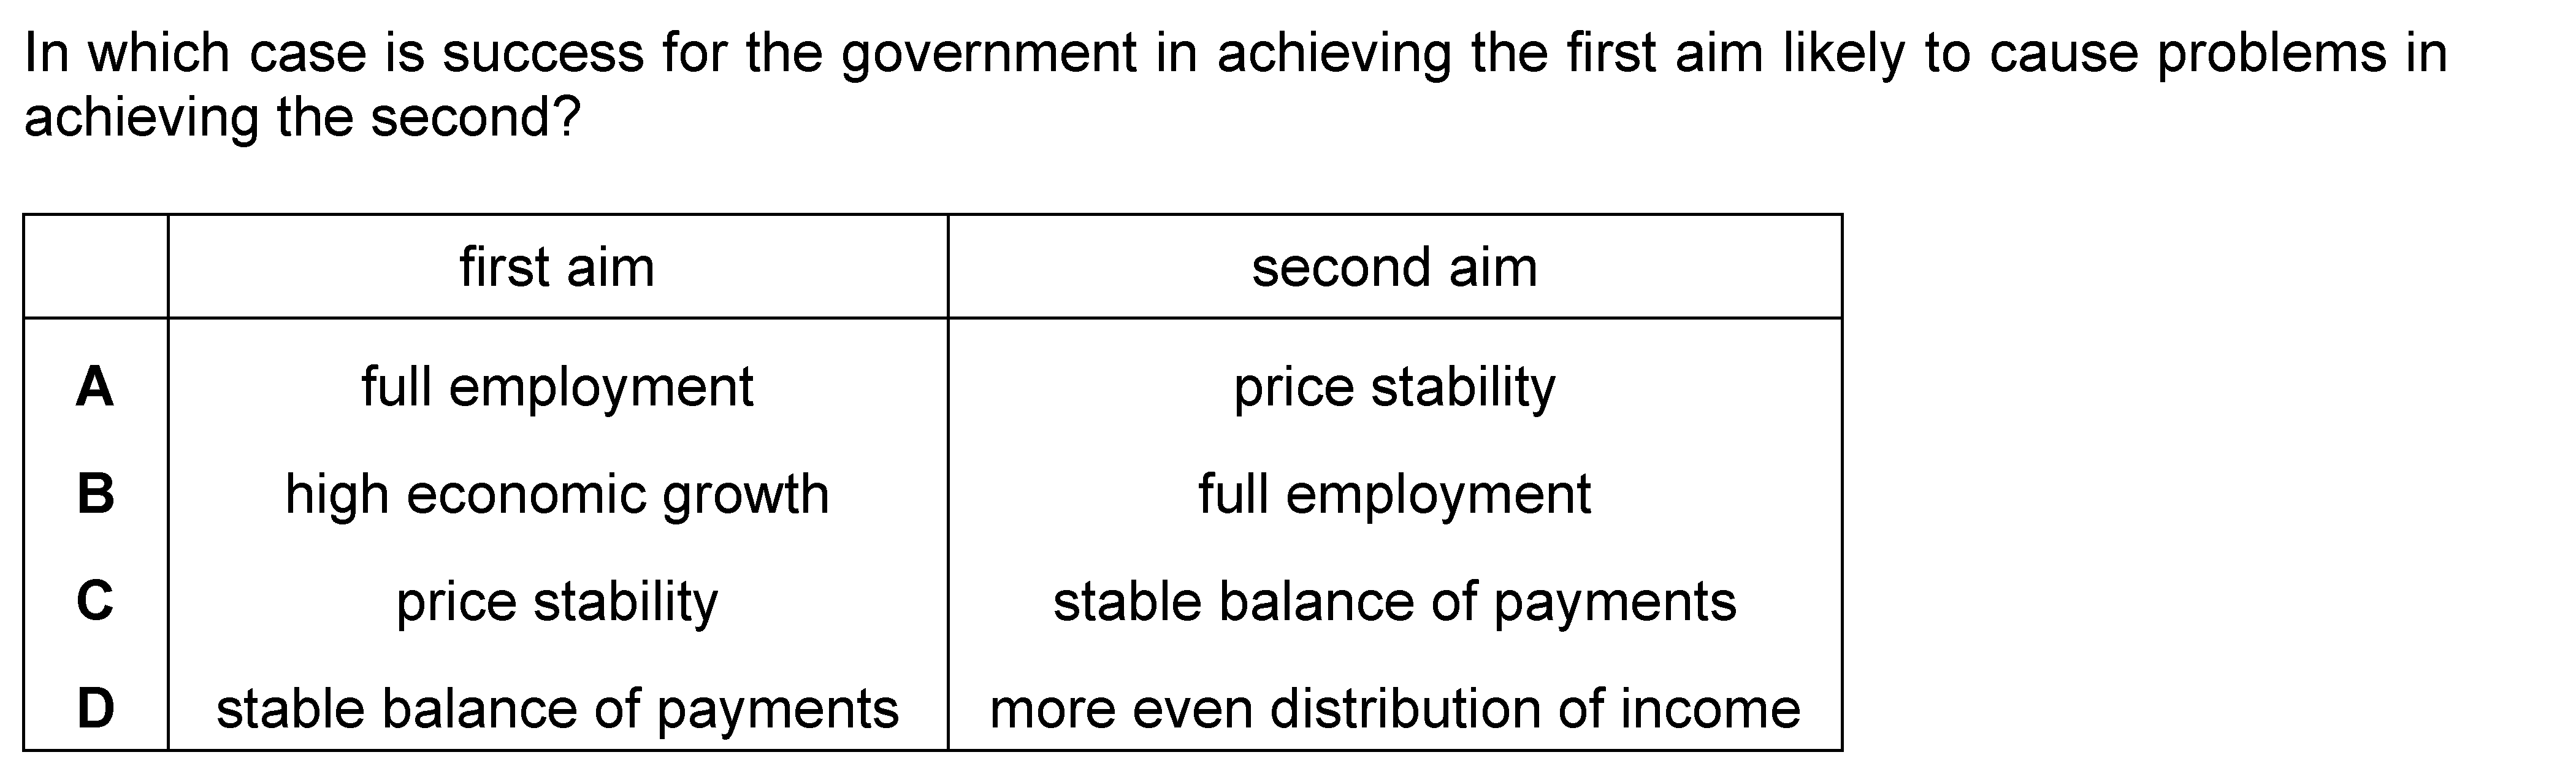 In which case is success for the government in achieving the first aim likely to cause problems in
achieving the second?
first aim second aim
A full employment price stability
B high economic growth full employment
C price stability stable balance of payments
D stable balance of payments more even distribution of income